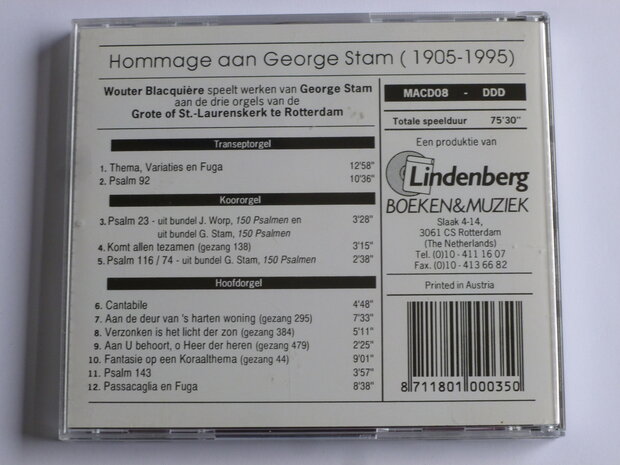 Hommage aan George Stam ( 1905-1995)
Wouter Blacquière speelt werken van George Stam
aan de drie orgels van de
Grote of St.-Laurenskerk te Rotterdam
Transeptorgel
1. Thema, Variaties en Fuga 12'58"
2. Psalm 92 10'36"
Koororgel
3. Psalm 23 - uit bundel J. Worp, 150 Psalmen en 3'28"
uit bundel G. Stam, 150 Psalmen
4. Komt allen tezamen (gezang 138) 3'15"
5. Psalm 116 / 74 - uit bundel G. Stam, 150 Psalmen 2'38"
Hoofdorgel
6. Cantabile 4'48"
7. Aan de deur van 's harten woning (gezang 295) 7'33"
8. Verzonken is het licht der zon (gezang 384) 5'11"
9. Aan U behoort, o Heer der heren (gezang 479) 2'25"
10. Fantasie op een Koraalthema (gezang 44) 9'01"
11. Psalm 143 3'57"
12. Passacaglia en Fuga 8'38"
MACD08 - DDD
Totale speelduur 75'30"
Een produktie van
Lindenberg
BOEKEN&MUZIEK
Slaak 4-14,
3061 CS Rotterdam
(The Netherlands)
Tel. (0)10 - 411 16 07
Fax. (0)10 - 413 66 82
Printed in Austria
8 711801 000350